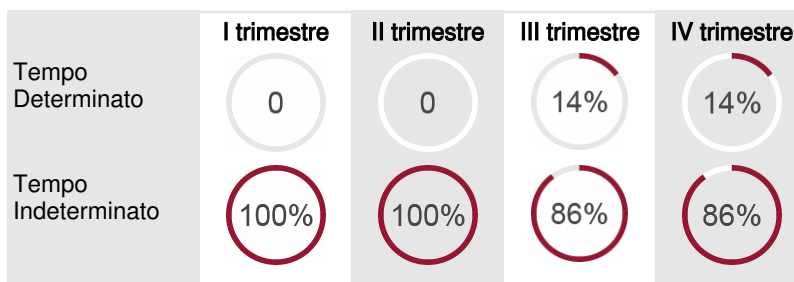 I trimestre II trimestre III trimestre IV trimestre
Tempo
Determinato
0 0 14% 14%
Tempo
Indeterminato
100% 100% 86% 86%